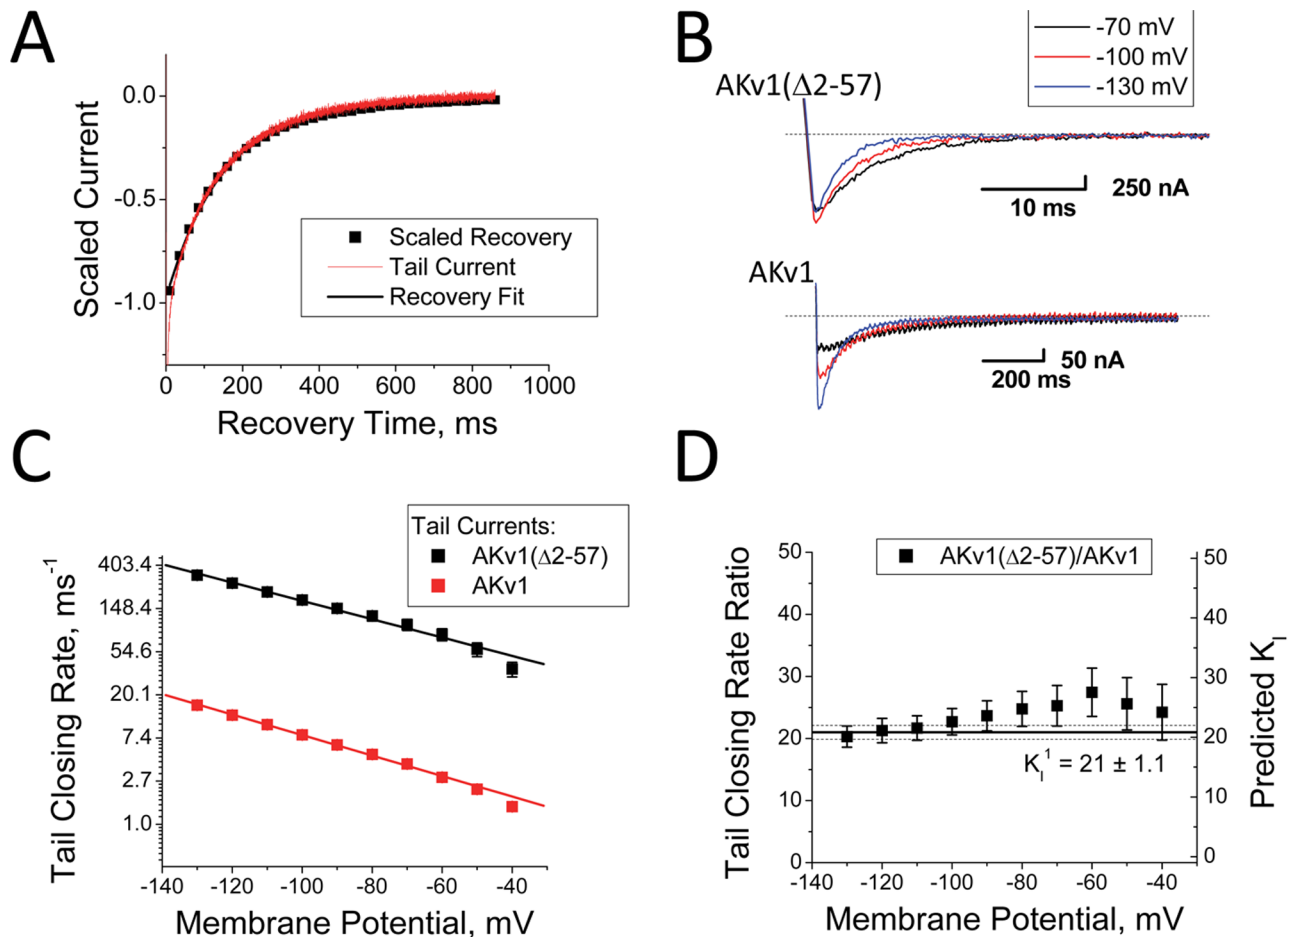 A
0.0
-0.5
-1.0
Scaled Current
Scaled Recovery
Tail Current
Recovery Fit
0 200 400 600 800 1000
Recovery Time, ms
B
-70 mV
-100 mV
-130 mV
AKv1(Δ2-57)
250 nA
10 ms
AKv1
50 nA
200 ms
C
Tail Currents:
AKv1(Δ2-57)
AKv1
403.4
148.4
54.6
20.1
7.4
2.7
1.0
Tail Closing Rate, ms⁻¹
-140 -120 -100 -80 -60 -40
Membrane Potential, mV
D
AKv1(Δ2-57)/AKv1
50
40
30
20
10
0
Tail Closing Rate Ratio
50
40
30
20
10
0
Predicted K_I
K_I^1 = 21 ± 1.1
-140 -120 -100 -80 -60 -40
Membrane Potential, mV